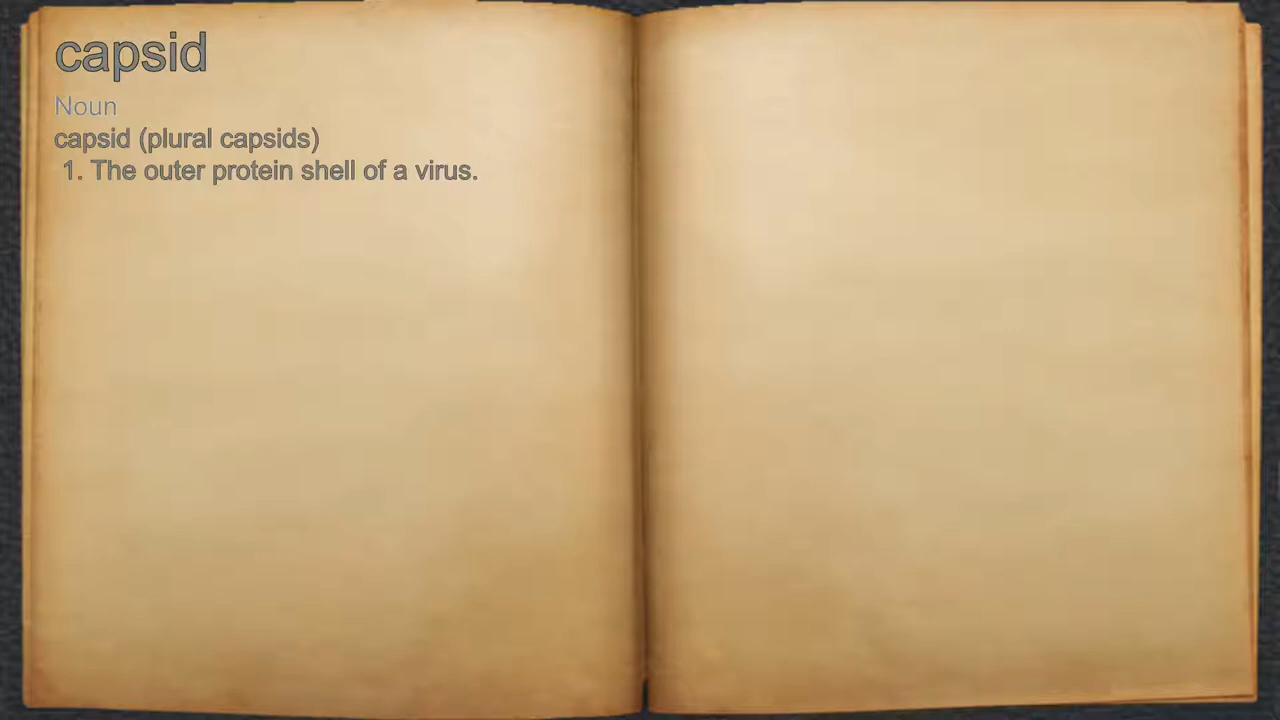 capsid
Noun
capsid (plural capsids)
1. The outer protein shell of a virus.